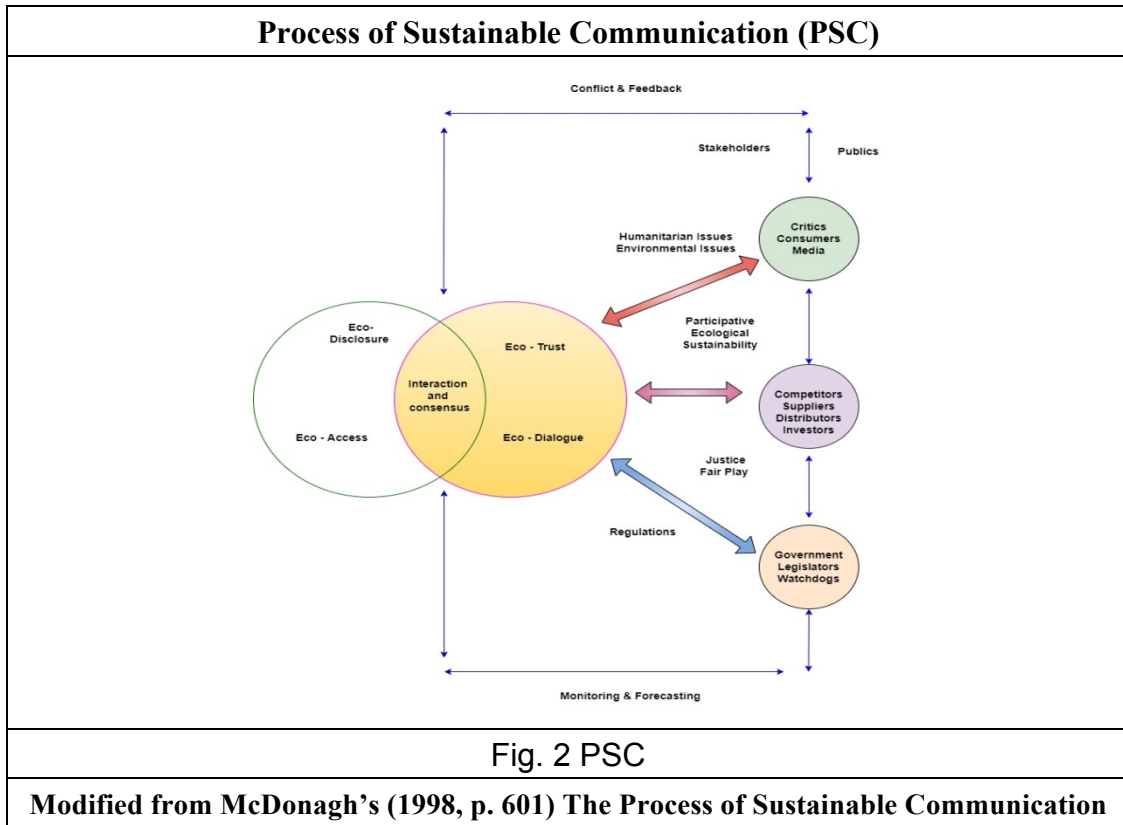 Process of Sustainable Communication (PSC)
Conflict & Feedback
Stakeholders
Publics
Humanitarian Issues
Environmental Issues
Critics
Consumers
Media
Eco-
Disclosure
Eco - Trust
Participative
Ecological
Sustainability
Interaction
and
consensus
Competitors
Suppliers
Distributors
Investors
Eco - Access
Eco - Dialogue
Justice
Fair Play
Regulations
Government
Legislators
Watchdogs
Monitoring & Forecasting
Fig. 2 PSC
Modified from McDonagh’s (1998, p. 601) The Process of Sustainable Communication